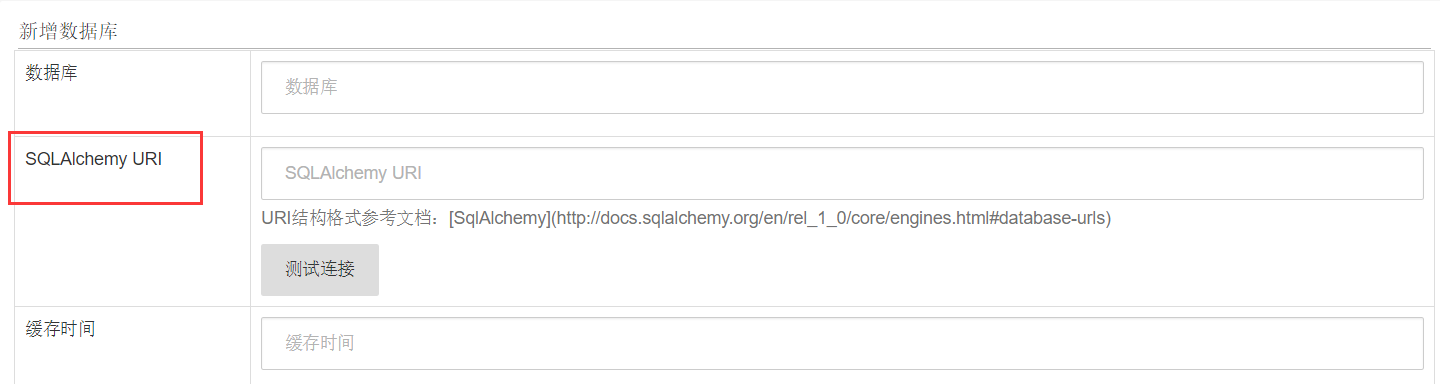 新增数据库
数据库
数据库
SQLAlchemy URI
SQLAlchemy URI
URI结构格式参考文档：[SqlAlchemy](http://docs.sqlalchemy.org/en/rel_1_0/core/engines.html#database-urls)
测试连接
缓存时间
缓存时间